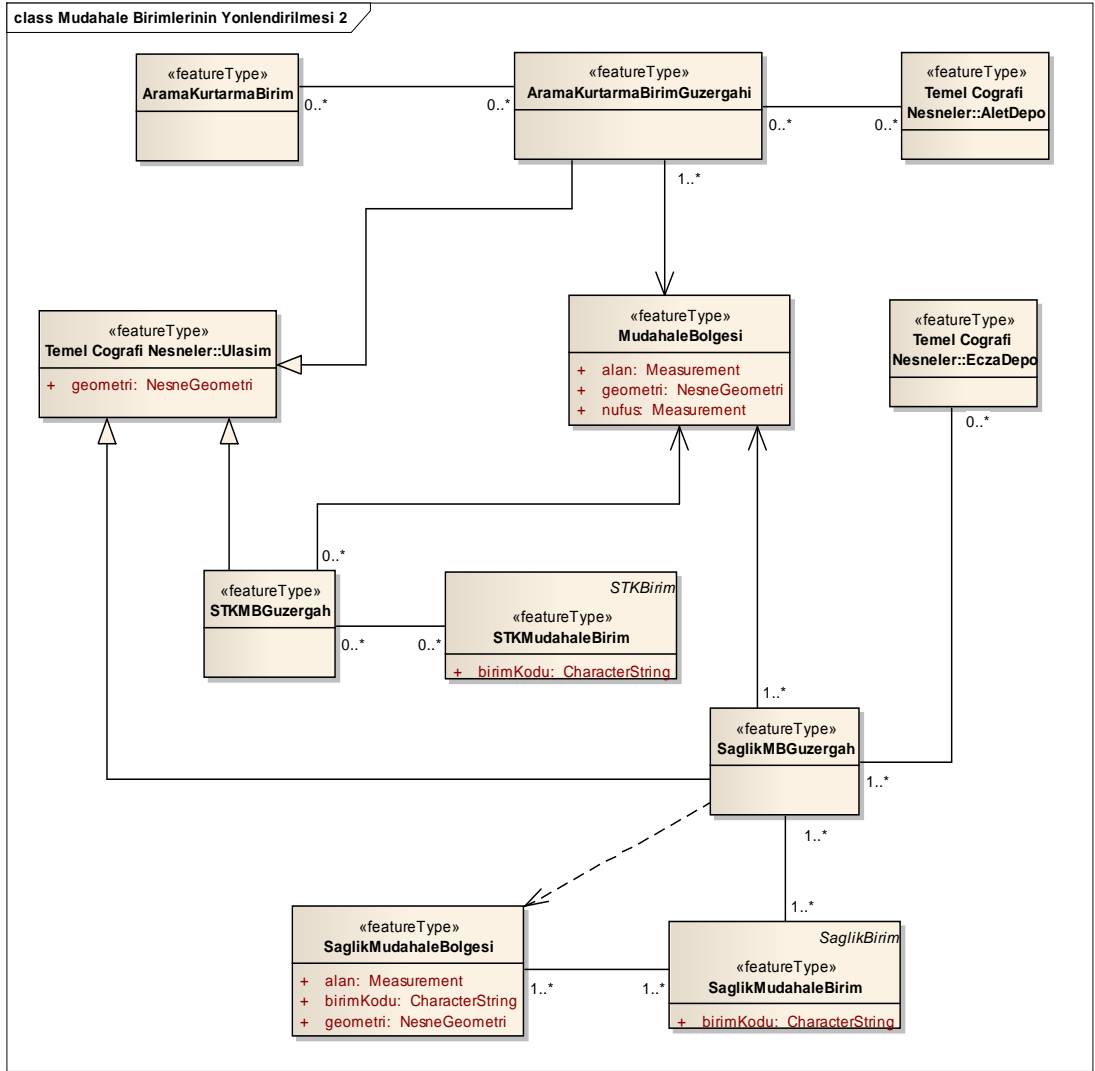 class Mudahale Birimlerinin Yonlendirilmesi 2
«featureType»
AramaKurtarmaBirim
0..*
0..*
«featureType»
AramaKurtarmaBirimGuzergahi
0..*
0..*
1..*
«featureType»
Temel Cografi
Nesneler::AletDepo
«featureType»
Temel Cografi Nesneler::Ulasim
+ geometri: NesneGeometri
«featureType»
MudahaleBolgesi
+ alan: Measurement
+ geometri: NesneGeometri
+ nufus: Measurement
«featureType»
Temel Cografi
Nesneler::EczaDepo
0..*
0..*
«featureType»
STKMBGuzergah
0..*
0..*
STKBirim
«featureType»
STKMudahaleBirim
+ birimKodu: CharacterString
1..*
«featureType»
SaglikMBGuzergah
1..*
1..*
1..*
«featureType»
SaglikMudahaleBolgesi
+ alan: Measurement
+ birimKodu: CharacterString
+ geometri: NesneGeometri
1..*
1..*
SaglikBirim
«featureType»
SaglikMudahaleBirim
+ birimKodu: CharacterString